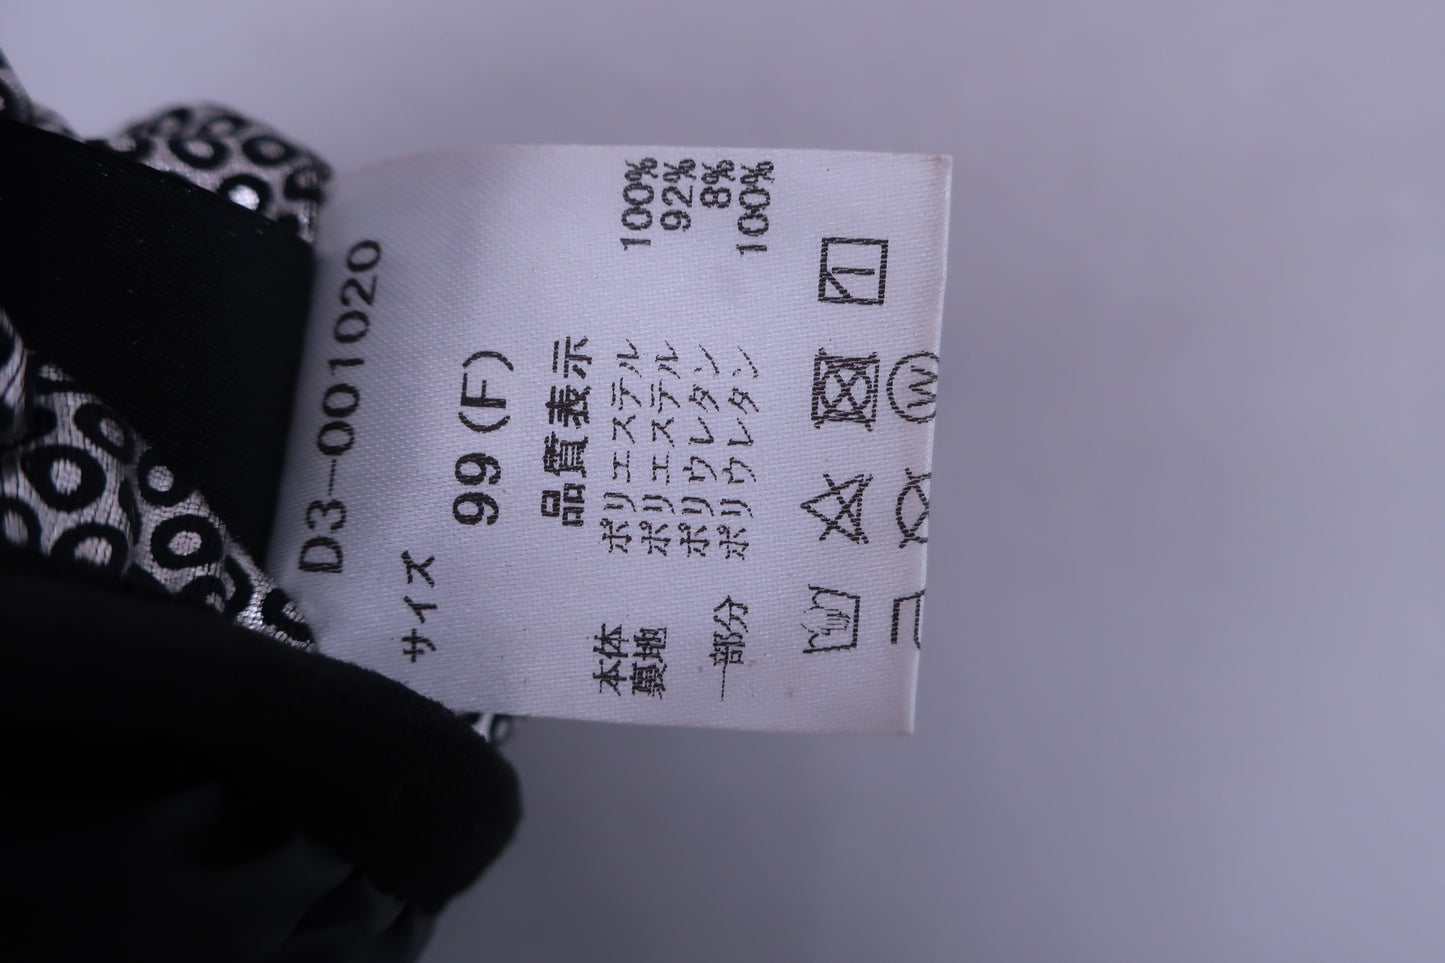 D3-001020
サイズ
99(F)
品質表示
本体 ポリエステル 100%
裏地 ポリエステル 92%
ポリウレタン 8%
一部分 ポリウレタン 100%
W